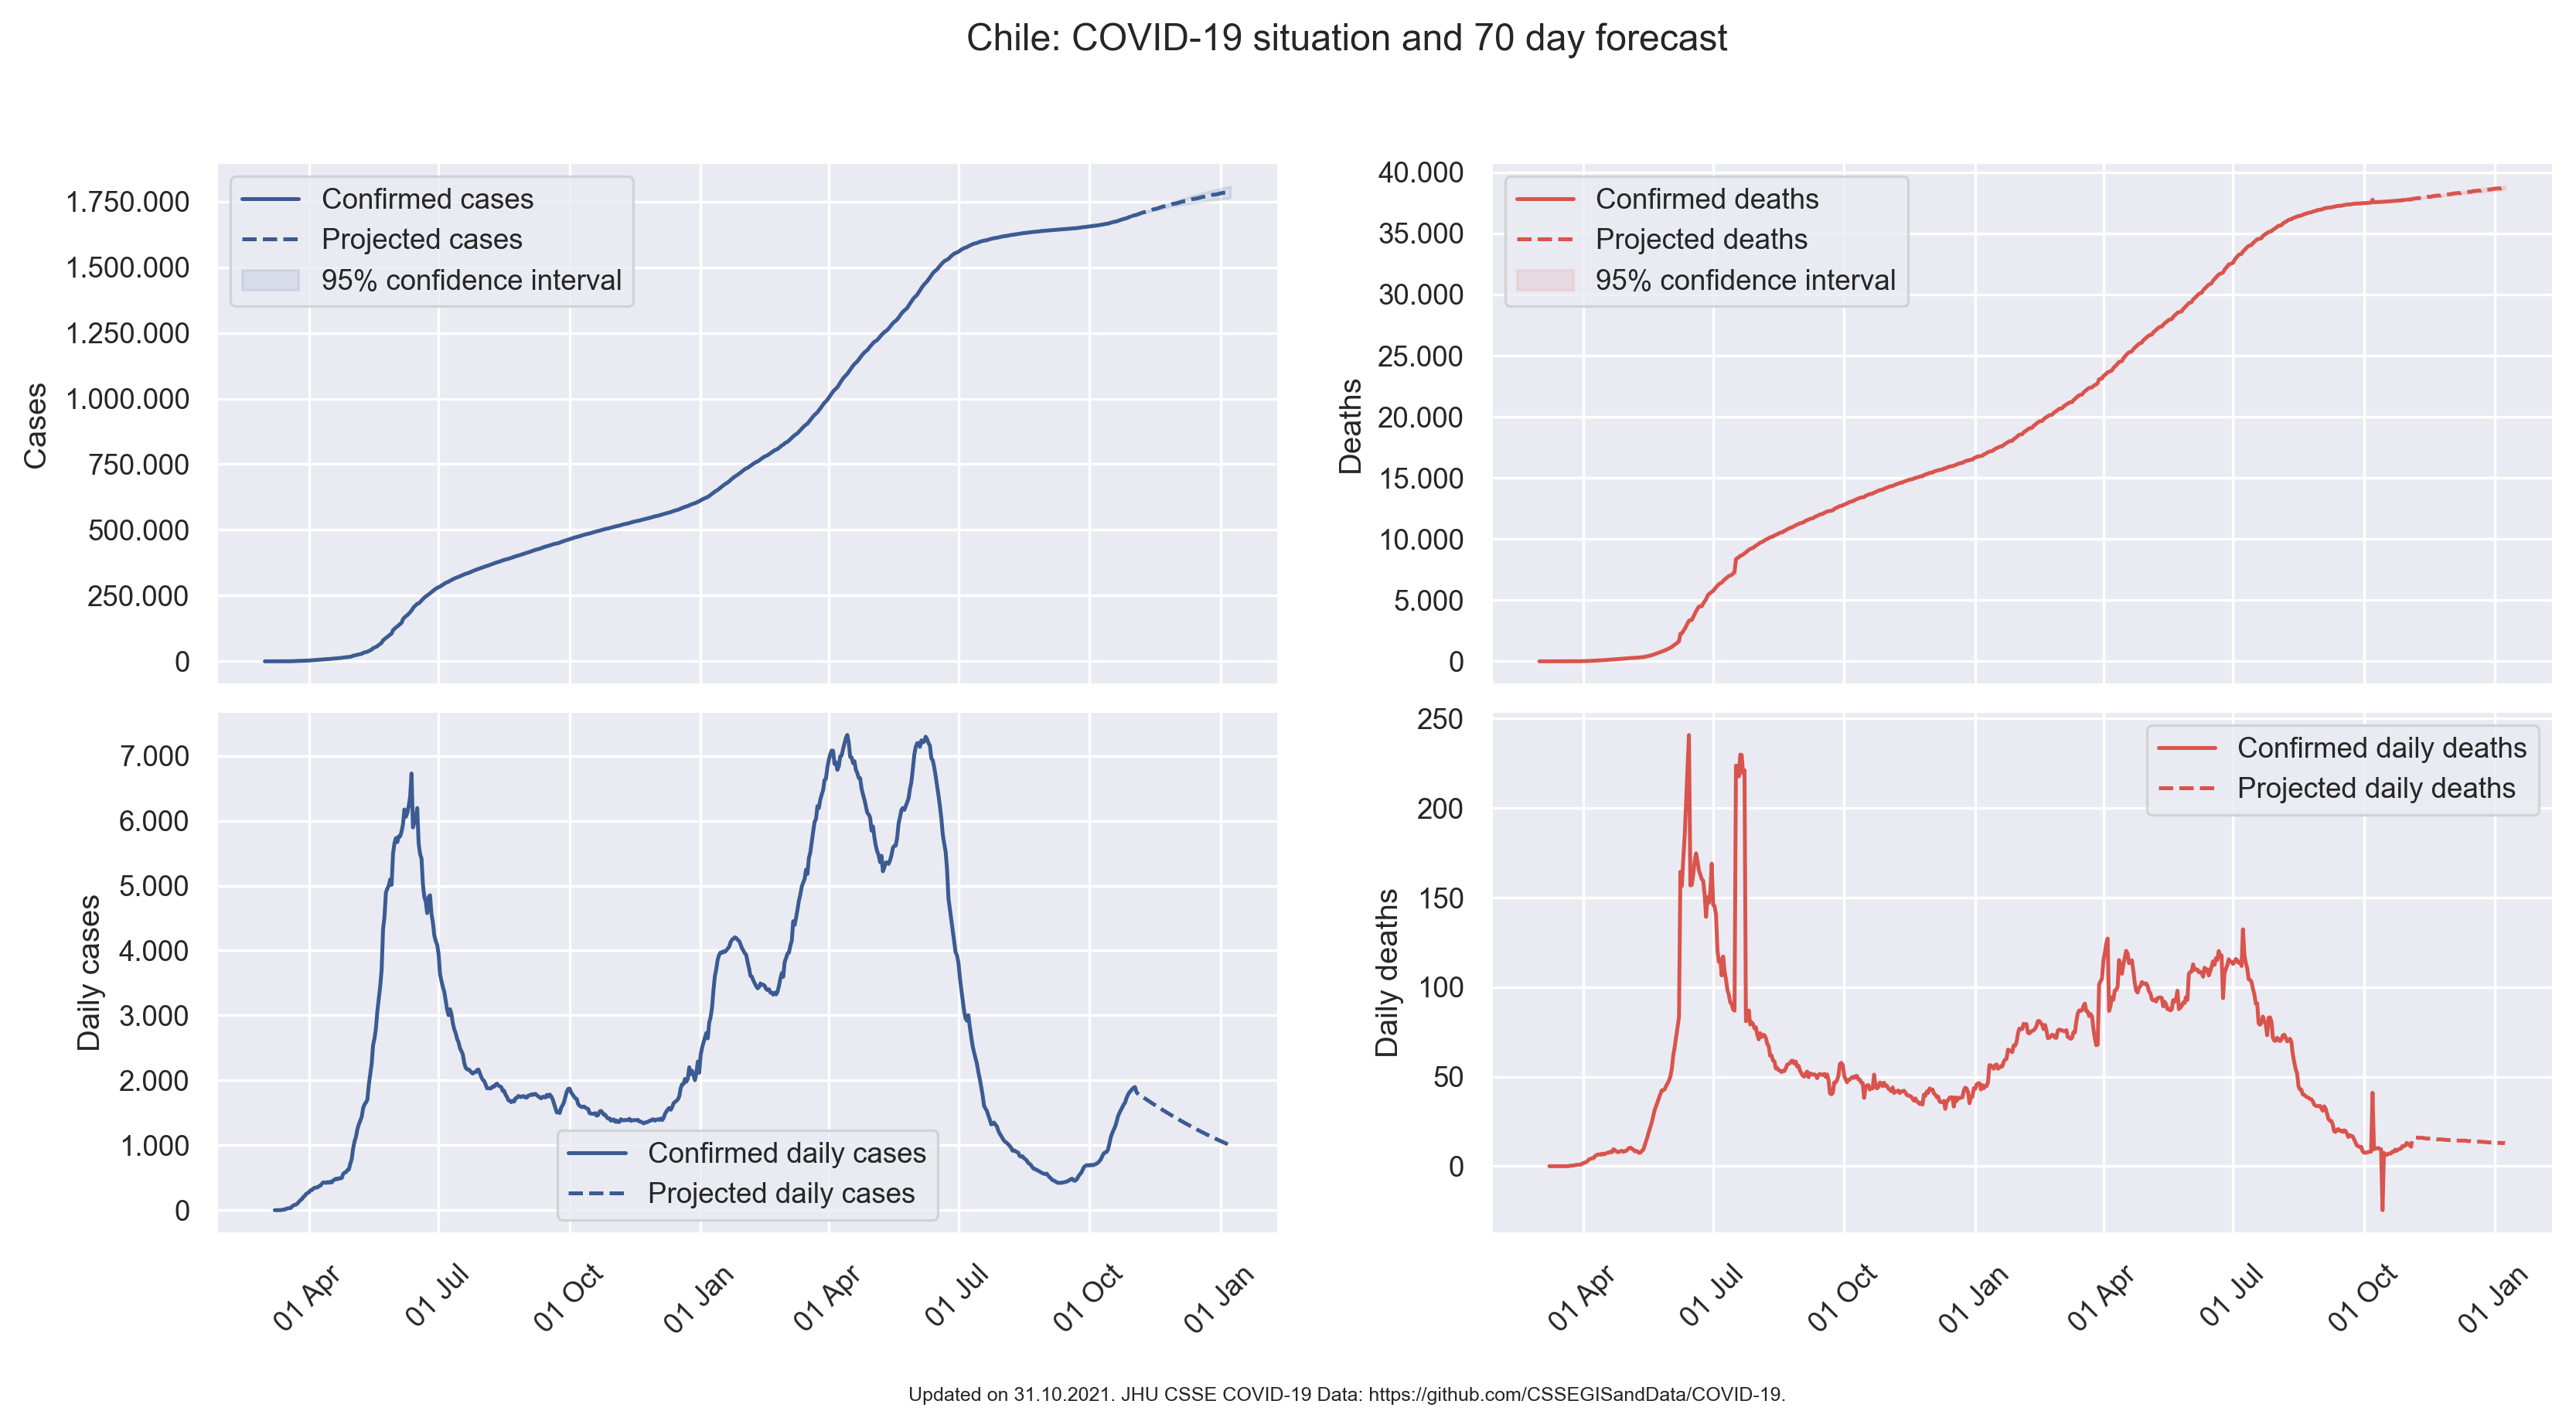 Chile: COVID-19 situation and 70 day forecast
Cases
1.750.000
1.500.000
1.250.000
1.000.000
750.000
500.000
250.000
0
Confirmed cases
Projected cases
95% confidence interval
Deaths
40.000
35.000
30.000
25.000
20.000
15.000
10.000
5.000
0
Confirmed deaths
Projected deaths
95% confidence interval
Daily cases
7.000
6.000
5.000
4.000
3.000
2.000
1.000
0
Confirmed daily cases
Projected daily cases
01 Apr
01 Jul
01 Oct
01 Jan
01 Apr
01 Jul
01 Oct
01 Jan
Daily deaths
250
200
150
100
50
0
Confirmed daily deaths
Projected daily deaths
01 Apr
01 Jul
01 Oct
01 Jan
01 Apr
01 Jul
01 Oct
01 Jan
Updated on 31.10.2021. JHU CSSE COVID-19 Data: https://github.com/CSSEGISandData/COVID-19.